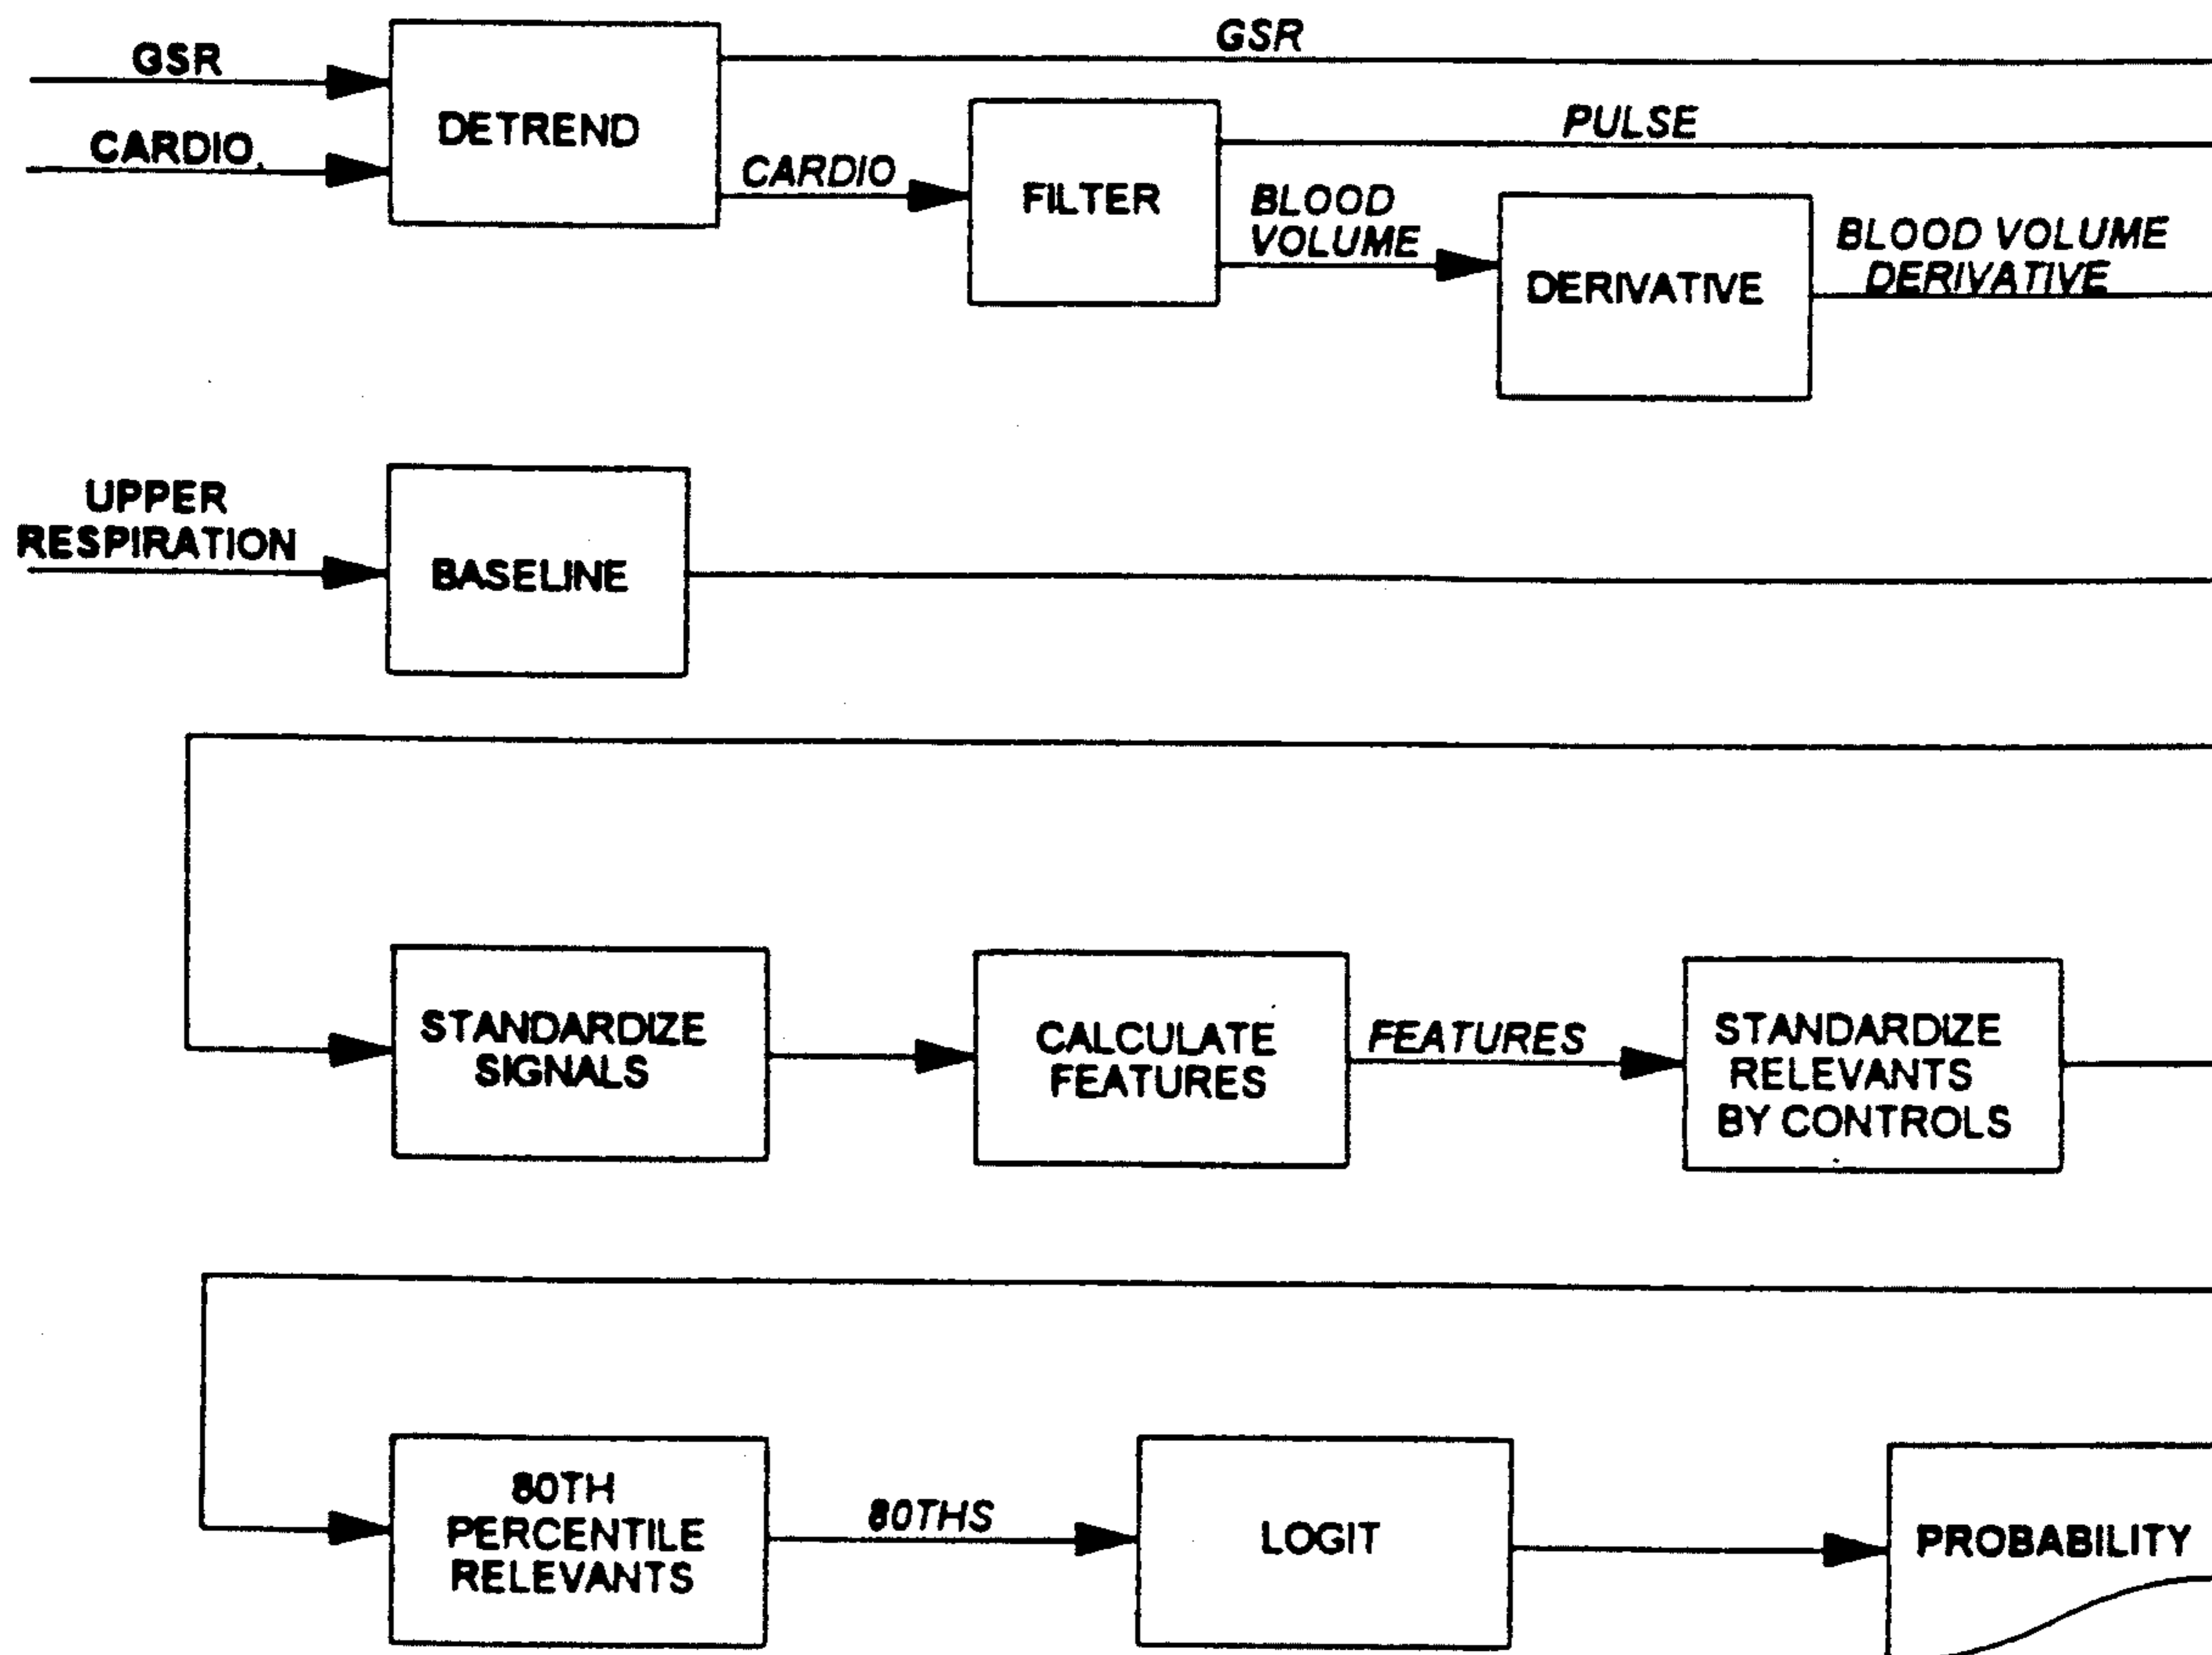 GSR
GSR
DETREND
PULSE
CARDIO
CARDIO
FILTER
BLOOD
VOLUME
DERIVATIVE
BLOOD VOLUME
DERIVATIVE
UPPER
RESPIRATION
BASELINE
STANDARDIZE
SIGNALS
CALCULATE
FEATURES
FEATURES
STANDARDIZE
RELEVANTS
BY CONTROLS
80TH
PERCENTILE
RELEVANTS
80THS
LOGIT
PROBABILITY